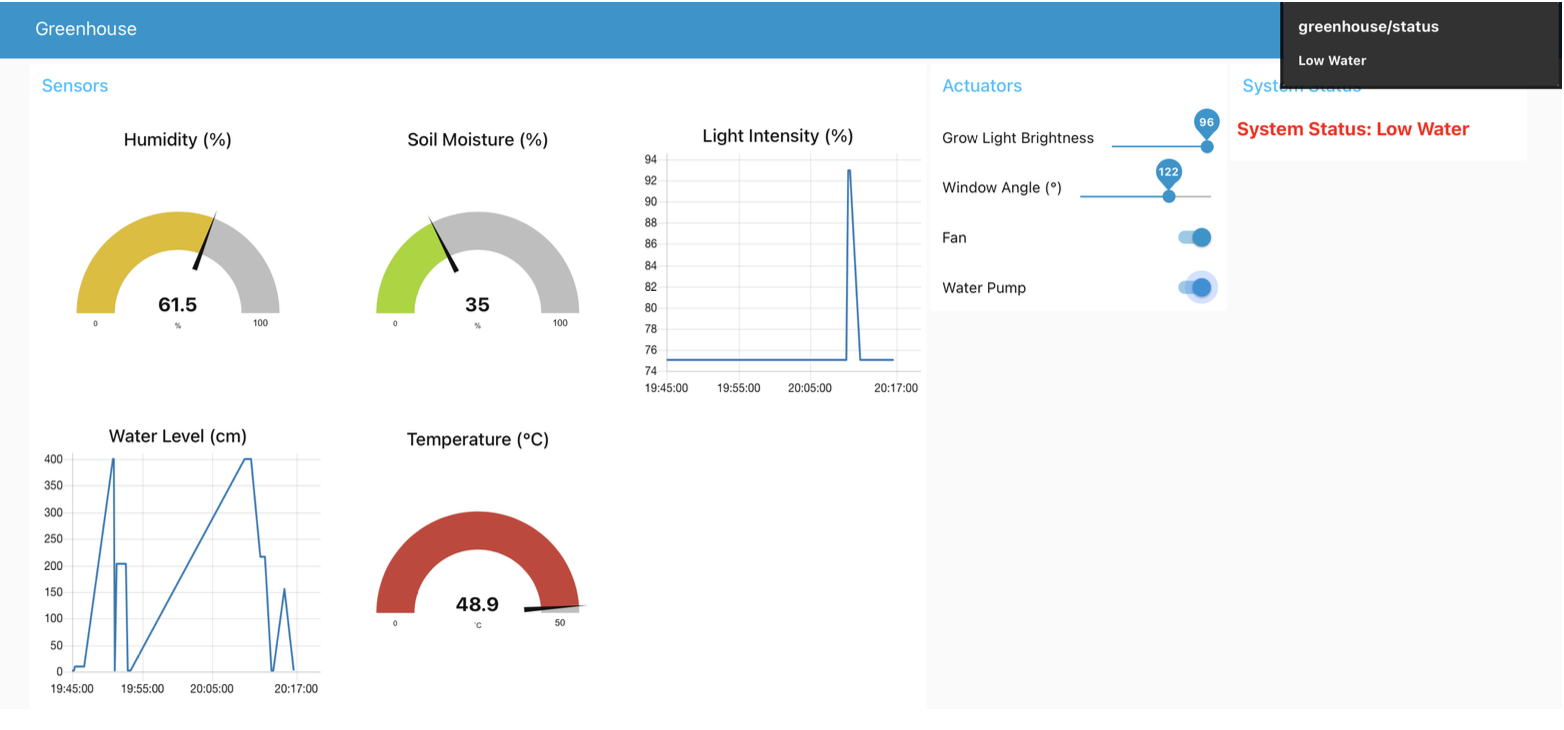 Greenhouse
greenhouse/status
Low Water
Sensors
Humidity (%)
61.5
%
0
100
Soil Moisture (%)
35
%
0
100
Light Intensity (%)
94
92
90
88
86
84
82
80
78
76
74
19:45:00
19:55:00
20:05:00
20:17:00
Water Level (cm)
400
350
300
250
200
150
100
50
0
19:45:00
19:55:00
20:05:00
20:17:00
Temperature (°C)
48.9
°C
0
50
Actuators
Grow Light Brightness
96
Window Angle (°)
122
Fan
Water Pump
System Status
System Status: Low Water